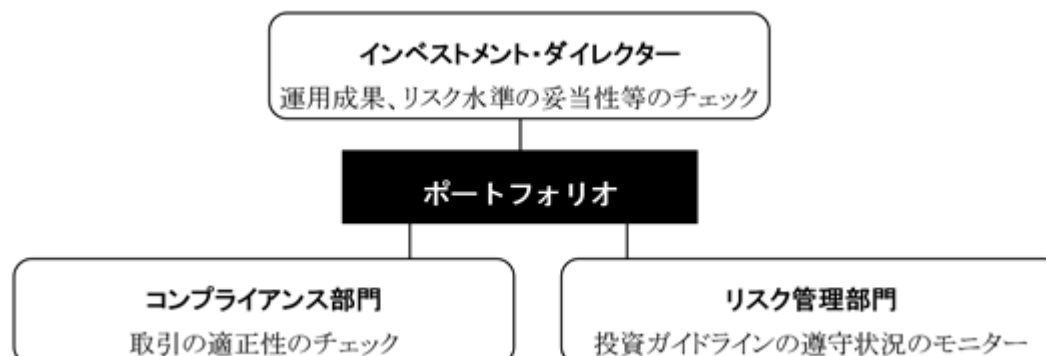 インベストメント・ダイレクター
運用成果、リスク水準の妥当性等のチェック
ポートフォリオ
コンプライアンス部門
取引の適正性のチェック
リスク管理部門
投資ガイドラインの遵守状況のモニター